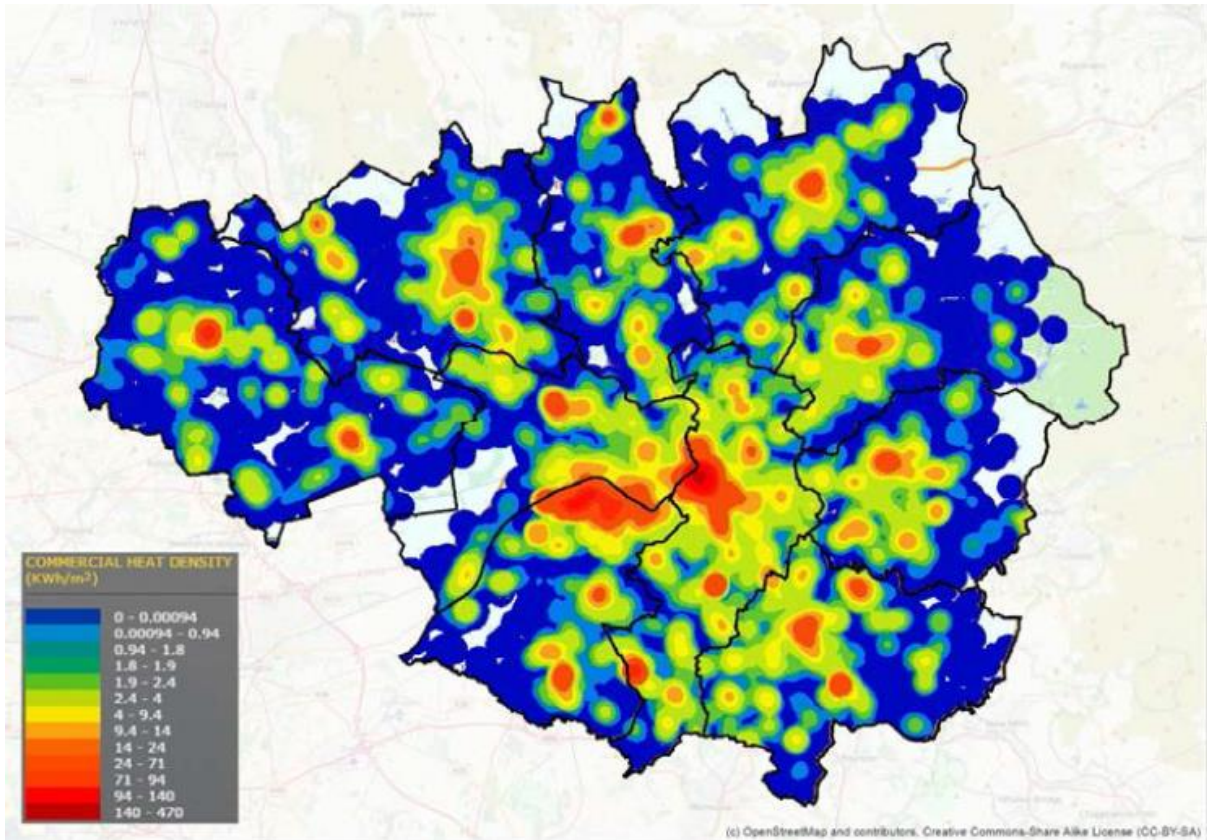 COMMERCIAL HEAT DENSITY
(KWh/m²)
0 - 0.00094
0.00094 - 0.94
0.94 - 1.8
1.8 - 1.9
1.9 - 2.4
2.4 - 4
4 - 9.4
9.4 - 14
14 - 24
24 - 71
71 - 94
94 - 140
140 - 470
(c) OpenStreetMap and contributors, Creative Commons-Share Alike License (CC-BY-SA)